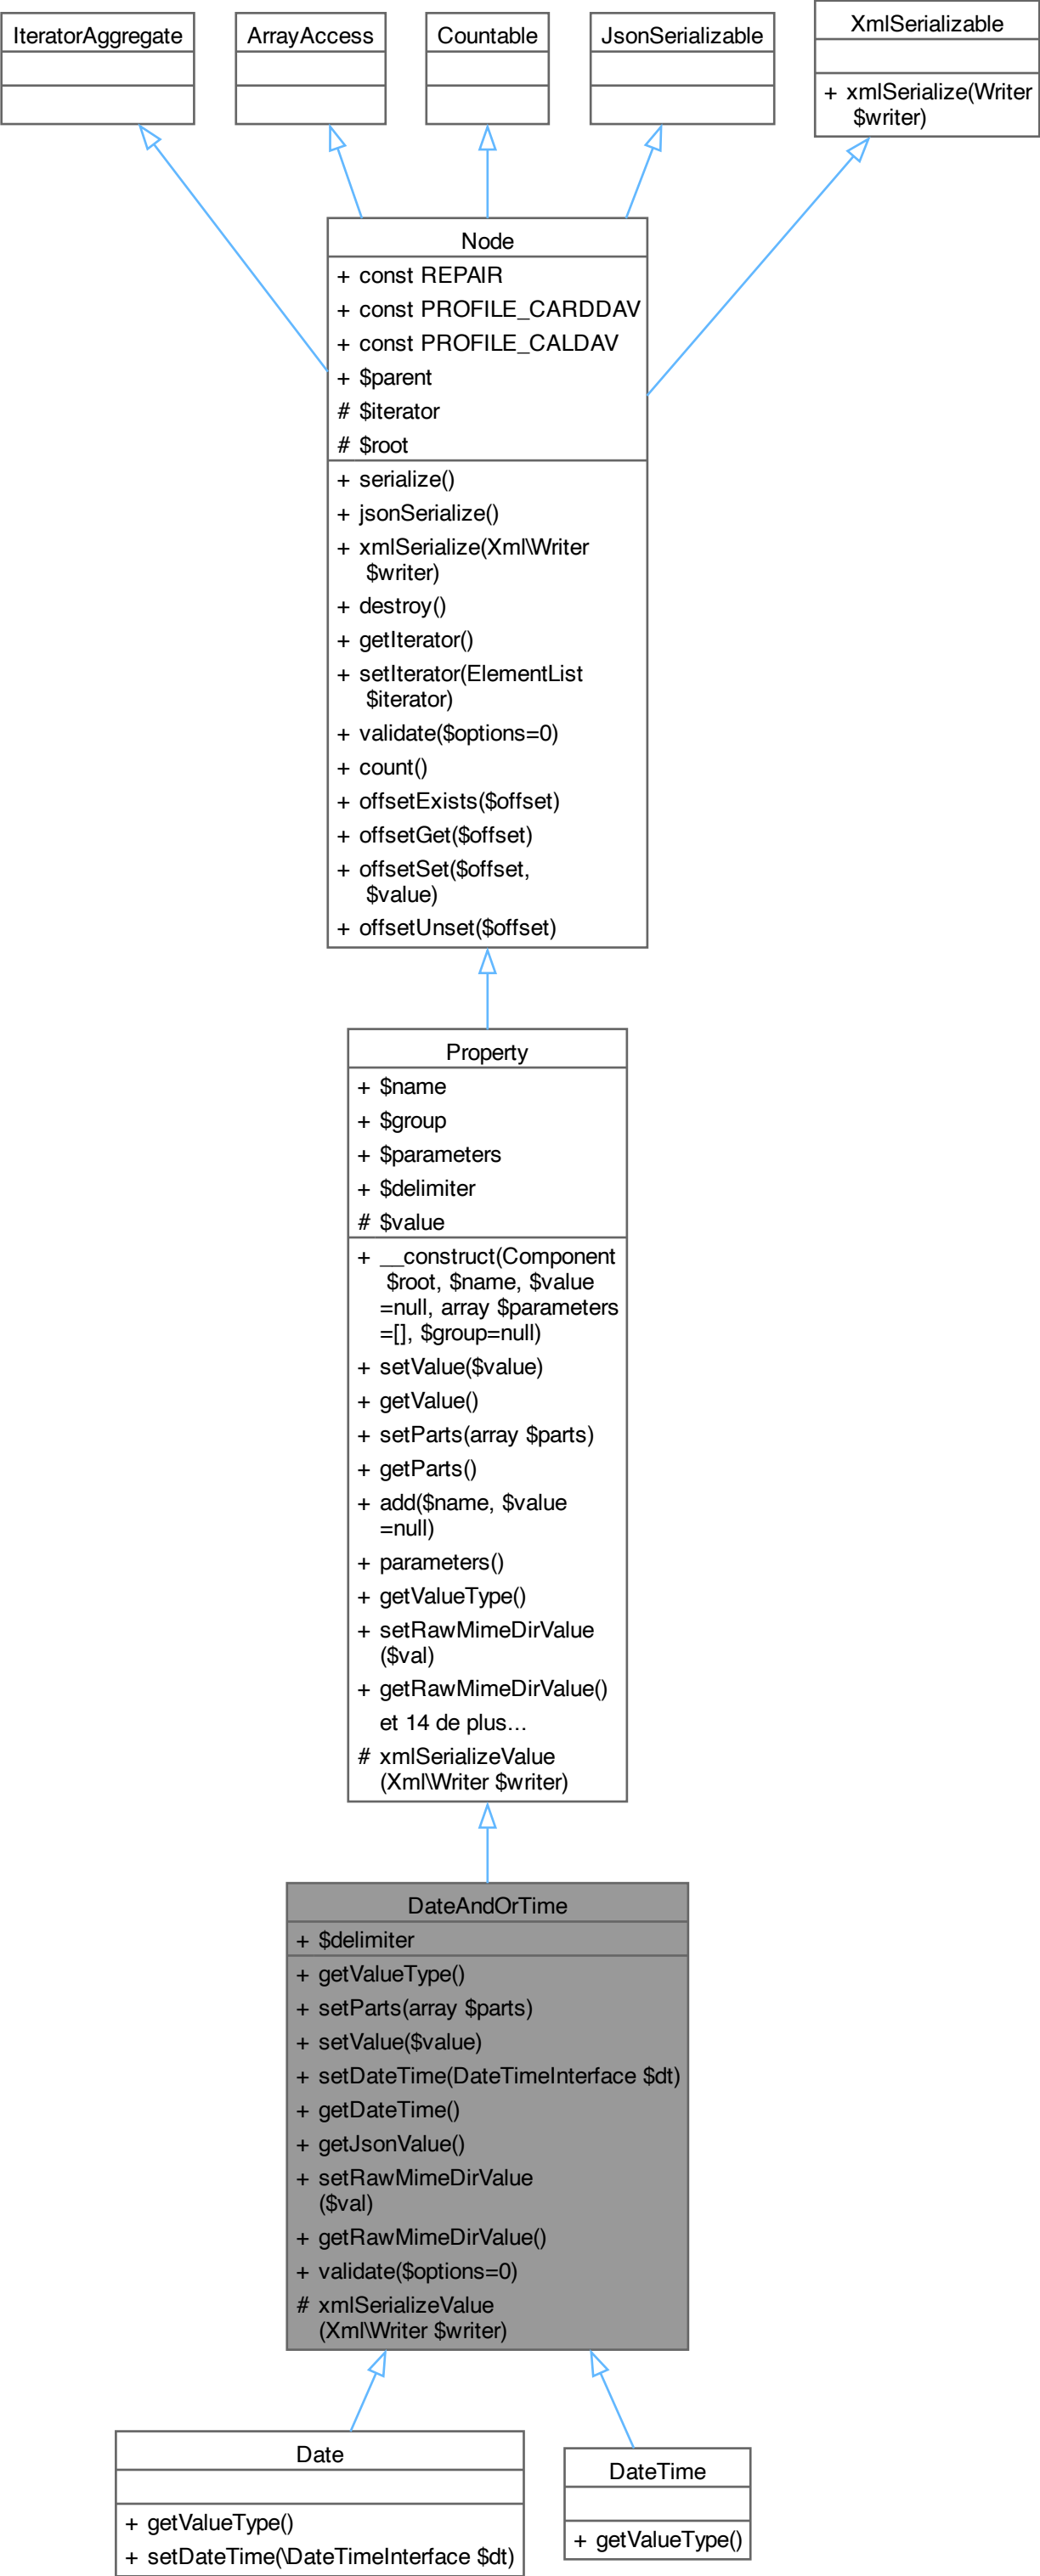 IteratorAggregate
ArrayAccess
Countable
JsonSerializable
XmlSerializable
+ xmlSerialize(Writer
$writer)
Node
+ const REPAIR
+ const PROFILE_CARDDAV
+ const PROFILE_CALDAV
+ $parent
# $iterator
# $root
+ serialize()
+ jsonSerialize()
+ xmlSerialize(Xml\Writer
$writer)
+ destroy()
+ getIterator()
+ setIterator(ElementList
$iterator)
+ validate($options=0)
+ count()
+ offsetExists($offset)
+ offsetGet($offset)
+ offsetSet($offset,
$value)
+ offsetUnset($offset)
Property
+ $name
+ $group
+ $parameters
+ $delimiter
# $value
+ __construct(Component
$root, $name, $value
=null, array $parameters
=[], $group=null)
+ setValue($value)
+ getValue()
+ setParts(array $parts)
+ getParts()
+ add($name, $value
=null)
+ parameters()
+ getValueType()
+ setRawMimeDirValue
($val)
+ getRawMimeDirValue()
et 14 de plus...
# xmlSerializeValue
(Xml\Writer $writer)
DateAndOrTime
+ $delimiter
+ getValueType()
+ setParts(array $parts)
+ setValue($value)
+ setDateTime(DateTimeInterface $dt)
+ getDateTime()
+ getJsonValue()
+ setRawMimeDirValue
($val)
+ getRawMimeDirValue()
+ validate($options=0)
# xmlSerializeValue
(Xml\Writer $writer)
Date
+ getValueType()
+ setDateTime(\DateTimeInterface $dt)
DateTime
+ getValueType()